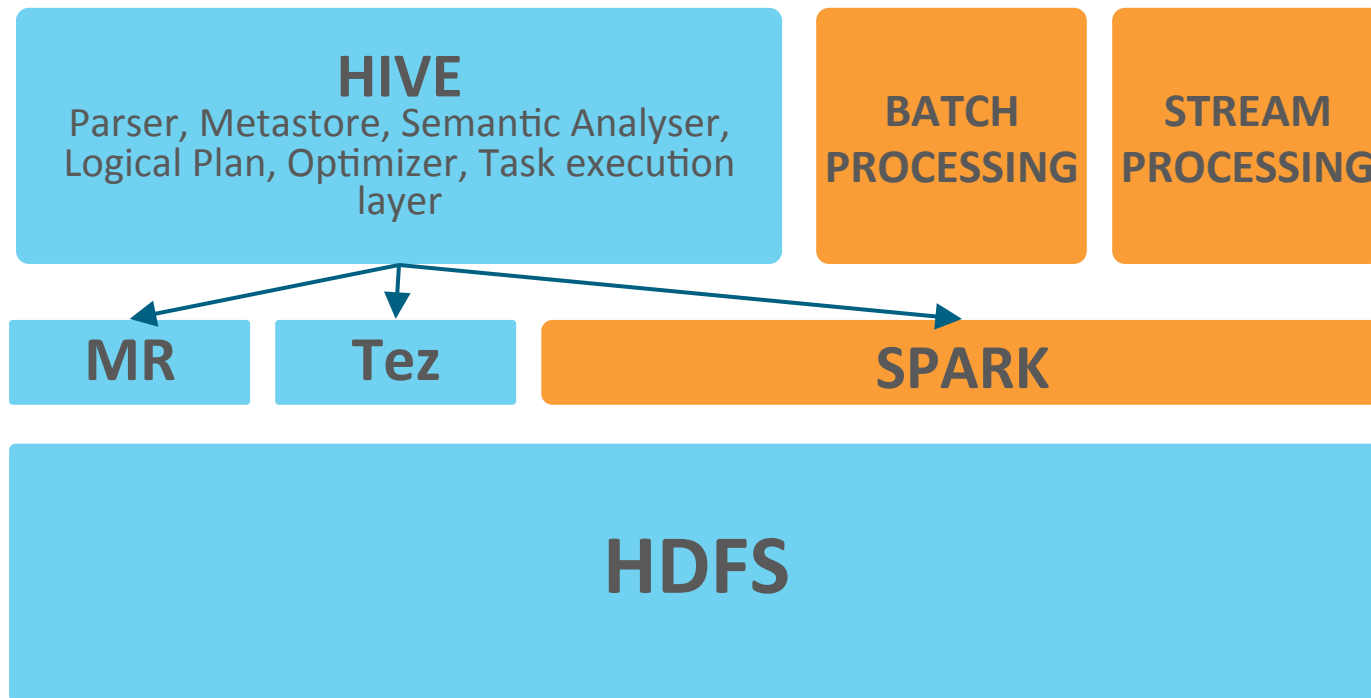 HIVE
Parser, Metastore, Semantic Analyser,
Logical Plan, Optimizer, Task execution
layer
BATCH
PROCESSING
STREAM
PROCESSING
MR
Tez
SPARK
HDFS